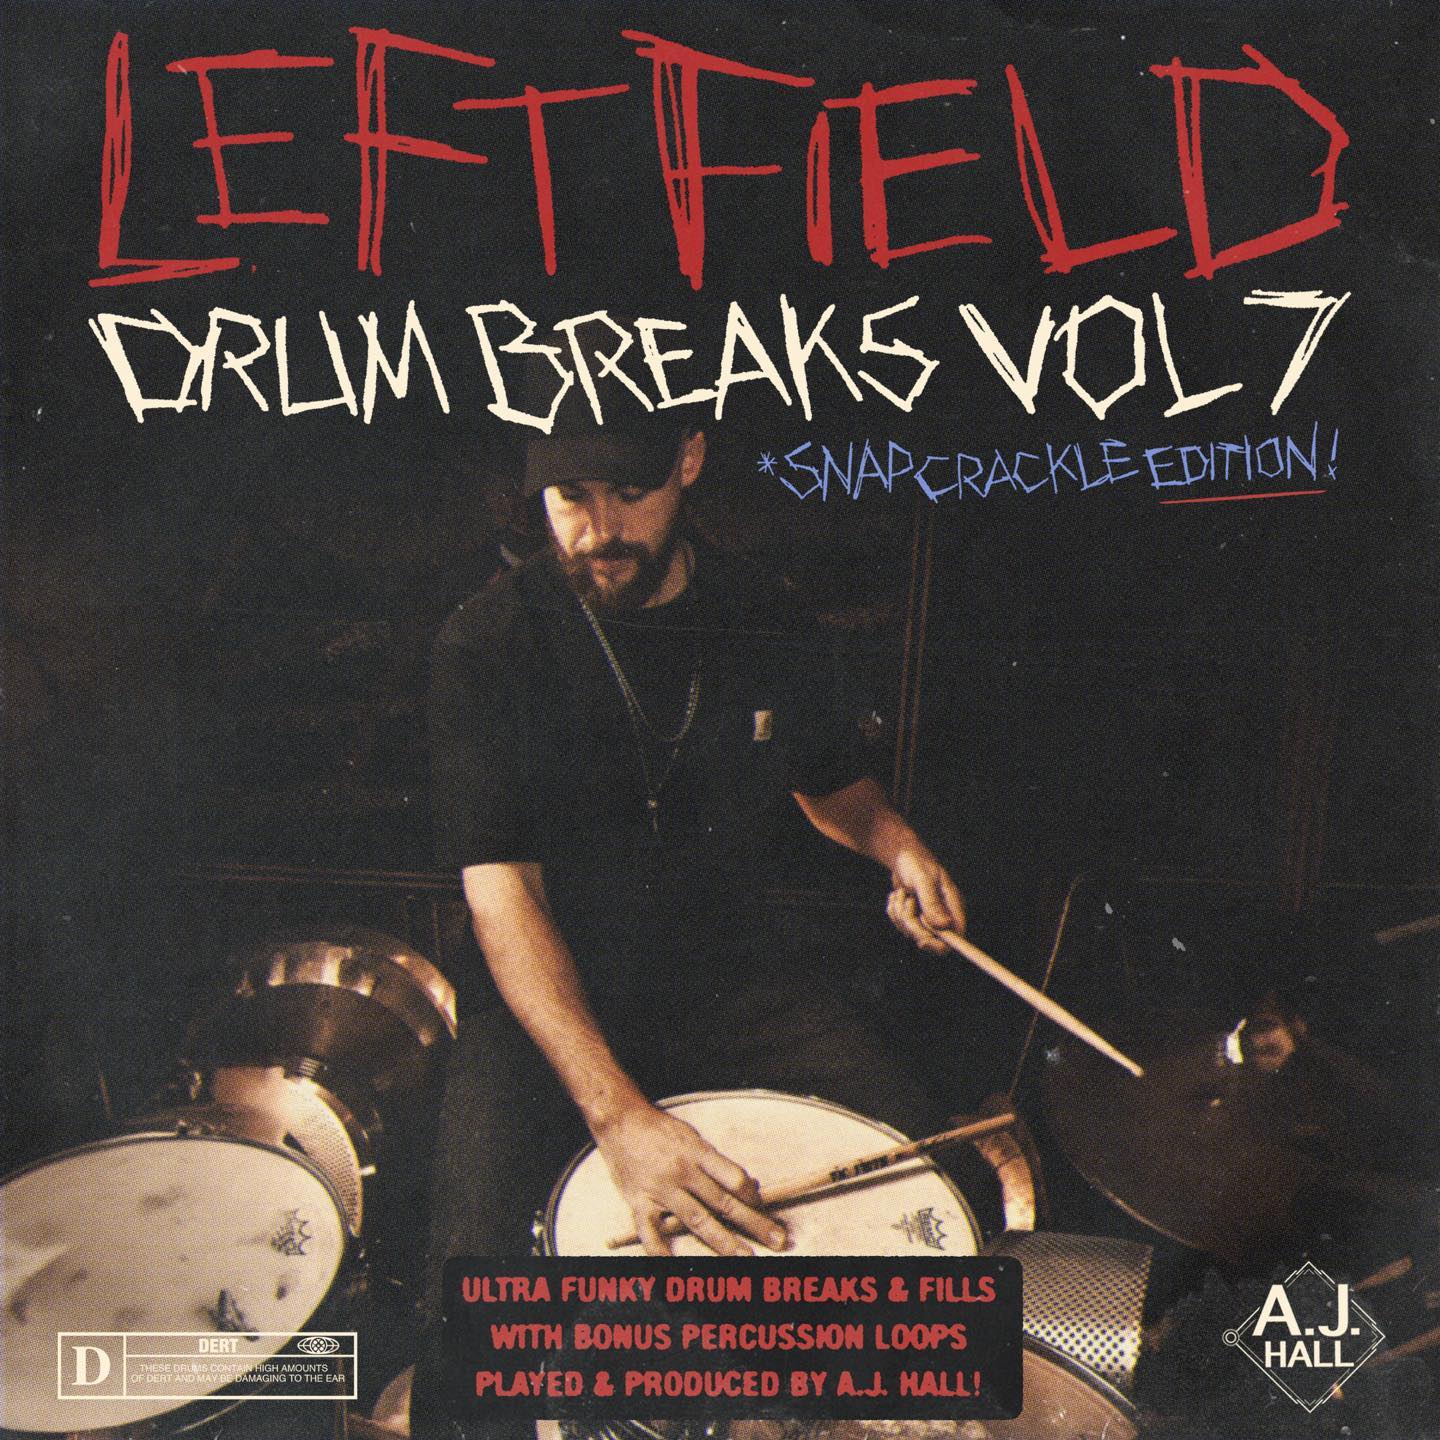 LEFTFIELD
DRUM BREAKS VOL 7
*SNAPCRACKLE EDITION!
ULTRA FUNKY DRUM BREAKS & FILLS
WITH BONUS PERCUSSION LOOPS
PLAYED & PRODUCED BY A.J. HALL!
D
DERT
THESE DRUMS CONTAIN HIGH AMOUNTS
OF DERT AND MAY BE DAMAGING TO THE EAR
A.J.
HALL